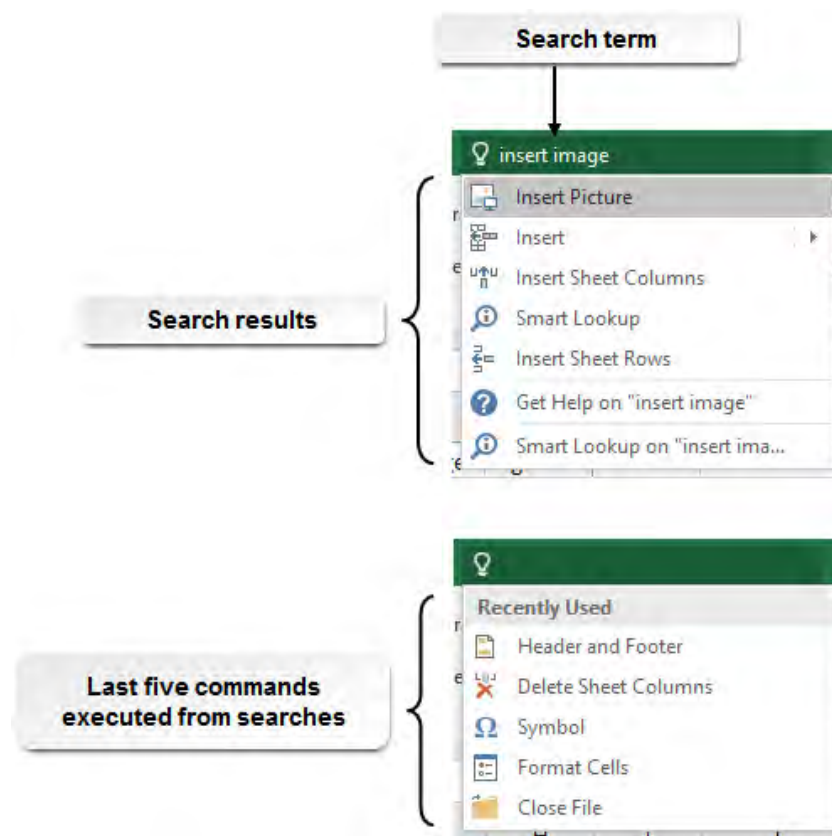 Search term
insert image
Insert Picture
Insert
Insert Sheet Columns
Search results
Smart Lookup
Insert Sheet Rows
Get Help on "insert image"
Smart Lookup on "insert ima...
Recently Used
Header and Footer
Last five commands
executed from searches
Delete Sheet Columns
Symbol
Format Cells
Close File